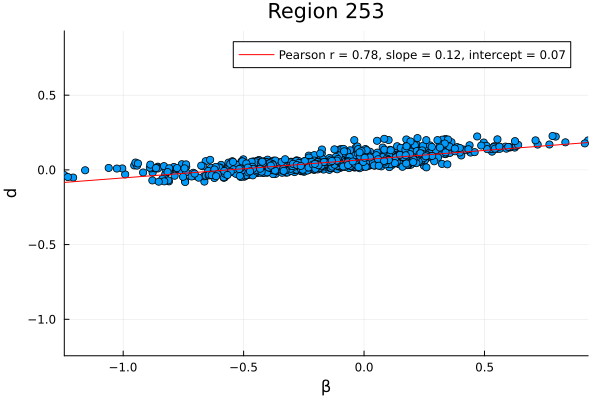 Region 253
Pearson r = 0.78, slope = 0.12, intercept = 0.07
0.5
0.0
−0.5
−1.0
d
−1.0
−0.5
0.0
0.5
β